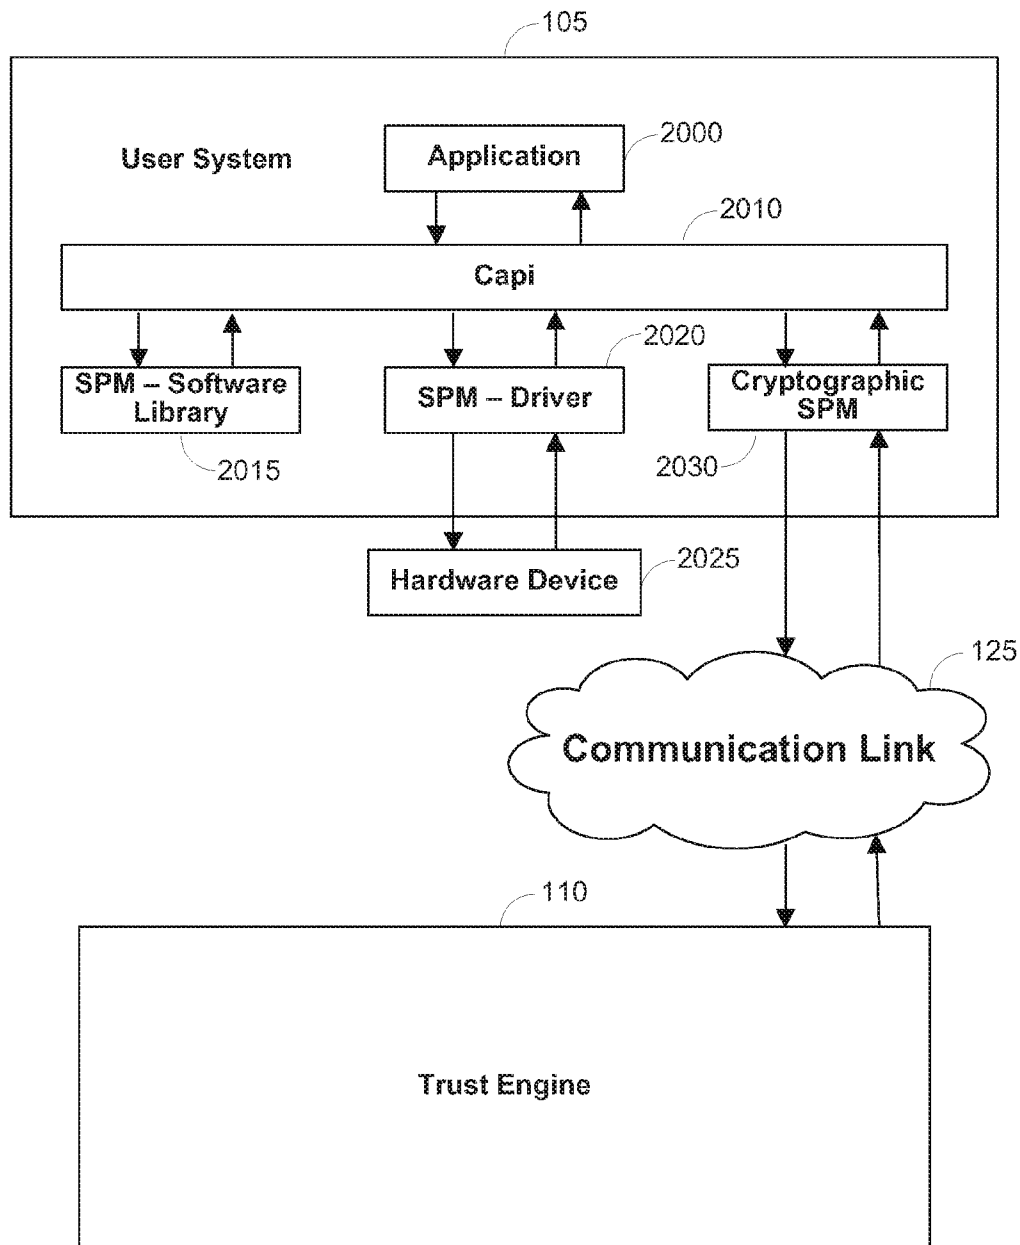 105
User System
Application
2000
2010
Capi
2020
SPM – Software
Library
SPM – Driver
Cryptographic
SPM
2015
2030
Hardware Device
2025
125
Communication Link
110
Trust Engine